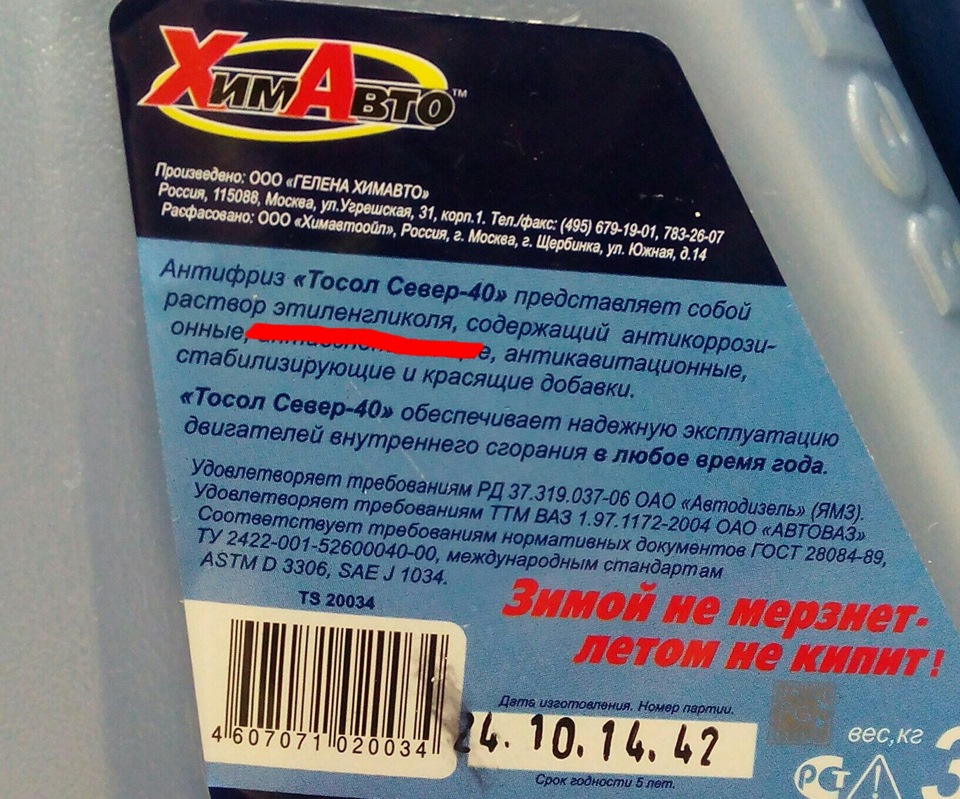 ХимАвто™
Произведено: ООО «ГЕЛЕНА ХИМАВТО»
Россия, 115088, Москва, ул.Угрешская, 31, корп.1. Тел./факс: (495) 679-19-01, 783-26-07
Расфасовано: ООО «Химавтоойл», Россия, г. Москва, г. Щербинка, ул. Южная, д.14
Антифриз «Тосол Север-40» представляет собой
раствор этиленгликоля, содержащий антикоррози-
онные, антикавитационные,
стабилизирующие и красящие добавки.
«Тосол Север-40» обеспечивает надежную эксплуатацию
двигателей внутреннего сгорания в любое время года.
Удовлетворяет требованиям РД 37.319.037-06 ОАО «Автодизель» (ЯМЗ).
Удовлетворяет требованиям ТТМ ВАЗ 1.97.1172-2004 ОАО «АВТОВАЗ»
Соответствует требованиям нормативных документов ГОСТ 28084-89,
ТУ 2422-001-52600040-00, международным стандартам
ASTM D 3306, SAE J 1034.
TS 20034
Зимой не мерзнет-
летом не кипит!
Дата изготовления. Номер партии.
24.10.14.42
вес,кг 3
4 607071 020034
РСТ
Срок годности 5 лет.